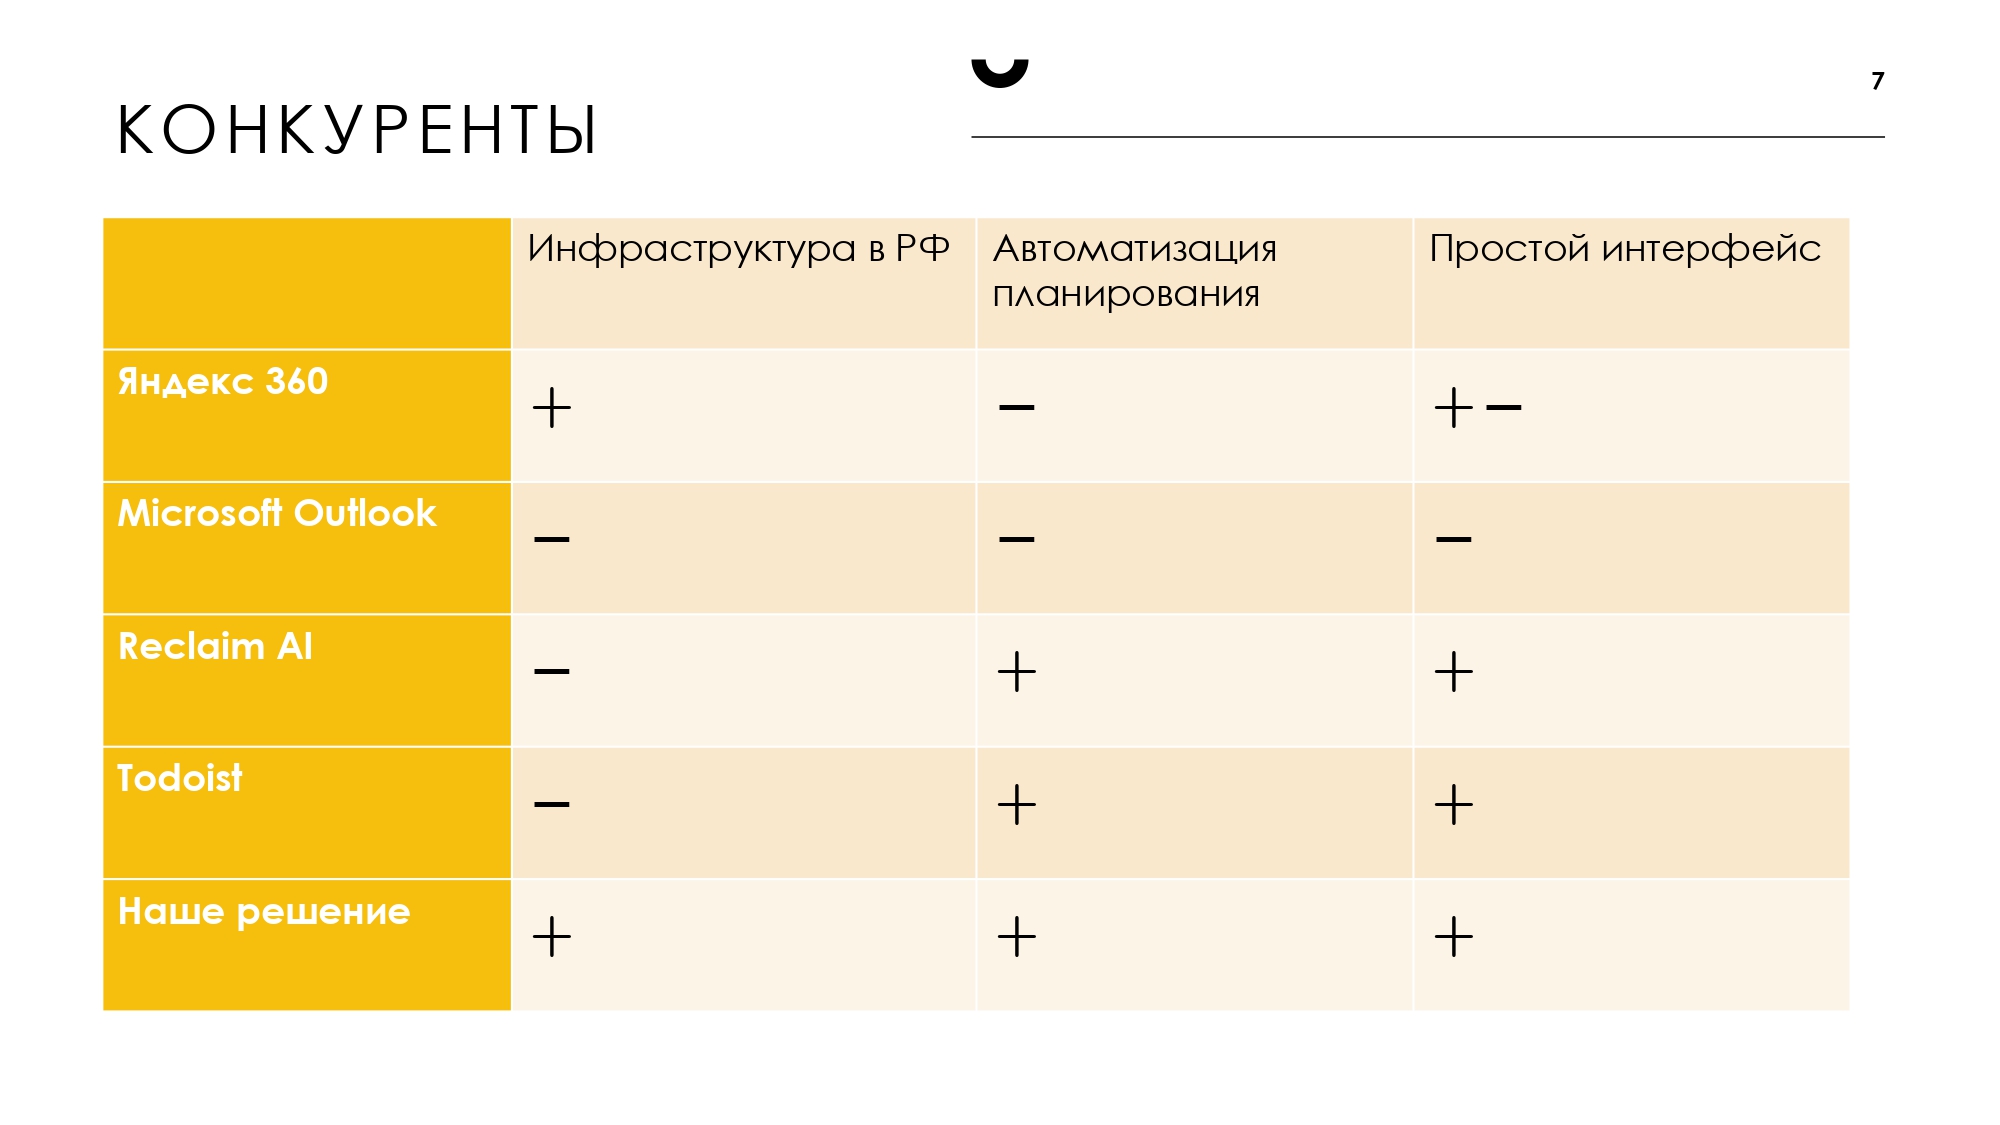 КОНКУРЕНТЫ
7
Инфраструктура в РФ
Автоматизация
планирования
Простой интерфейс
Яндекс 360
+
–
+ –
Microsoft Outlook
–
–
–
Reclaim AI
–
+
+
Todoist
–
+
+
Наше решение
+
+
+